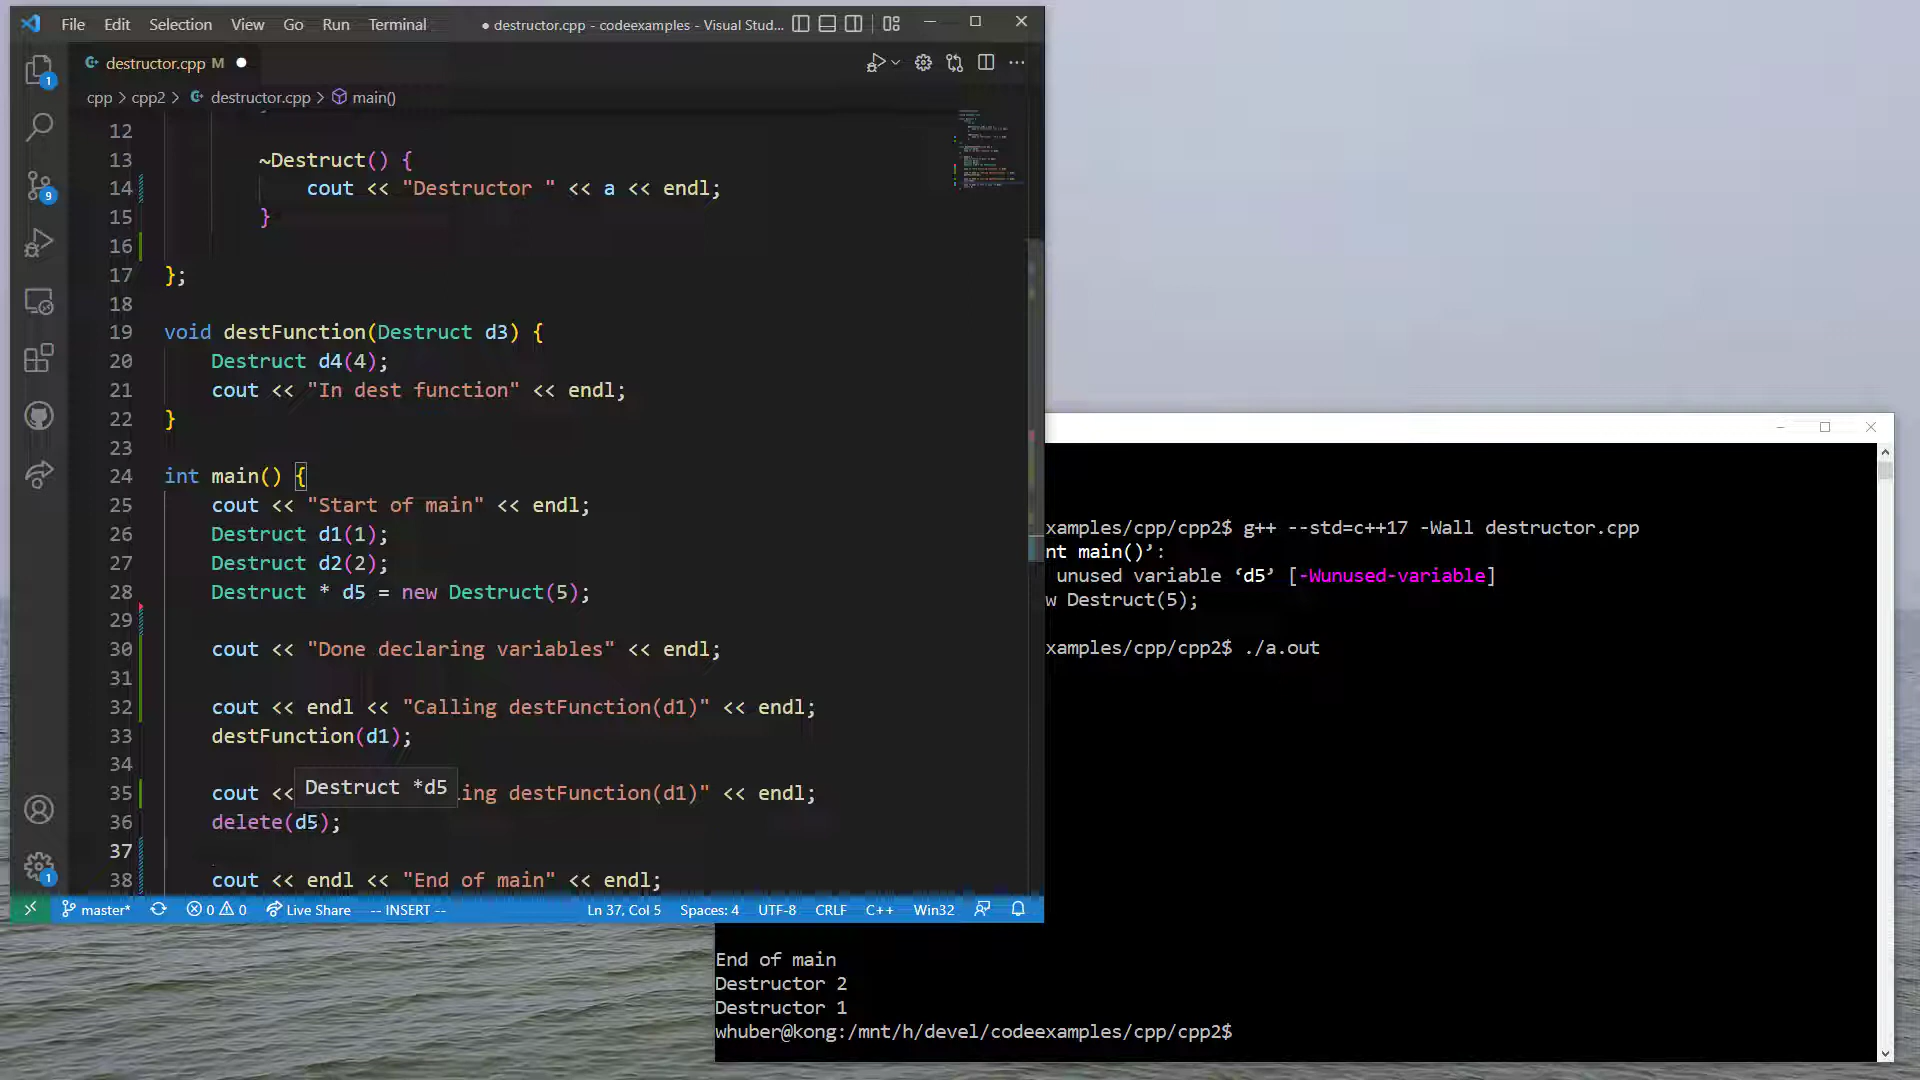 File Edit Selection View Go Run Terminal ● destructor.cpp - codeexamples - Visual Stud...
destructor.cpp M
cpp > cpp2 > destructor.cpp > main()
12
13 ~Destruct() {
14 cout << "Destructor " << a << endl;
15 }
16
17 };
18
19 void destFunction(Destruct d3) {
20 Destruct d4(4);
21 cout << "In dest function" << endl;
22 }
23
24 int main() {
25 cout << "Start of main" << endl;
26 Destruct d1(1);
27 Destruct d2(2);
28 Destruct * d5 = new Destruct(5);
29
30 cout << "Done declaring variables" << endl;
31
32 cout << endl << "Calling destFunction(d1)" << endl;
33 destFunction(d1);
34
35 cout << ing destFunction(d1)" << endl;
Destruct *d5
36 delete(d5);
37
38 cout << endl << "End of main" << endl;
1
9
1
master* 0 0 Live Share -- INSERT -- Ln 37, Col 5 Spaces: 4 UTF-8 CRLF C++ Win32
xamples/cpp/cpp2$ g++ --std=c++17 -Wall destructor.cpp
nt main()’:
unused variable ‘d5’ [-Wunused-variable]
w Destruct(5);
xamples/cpp/cpp2$ ./a.out
End of main
Destructor 2
Destructor 1
whuber@kong:/mnt/h/devel/codeexamples/cpp/cpp2$